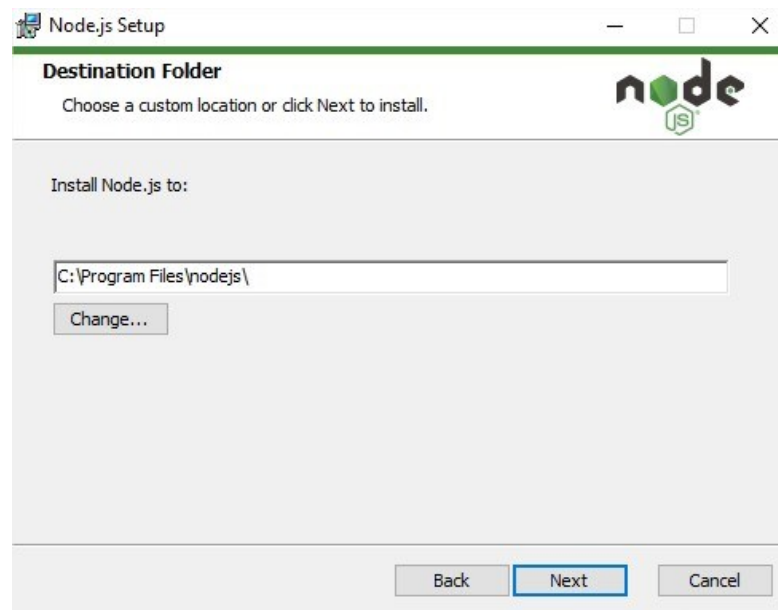 Node.js Setup
Destination Folder
Choose a custom location or click Next to install.
node
JS
Install Node.js to:
C:\Program Files\nodejs\
Change...
Back Next Cancel